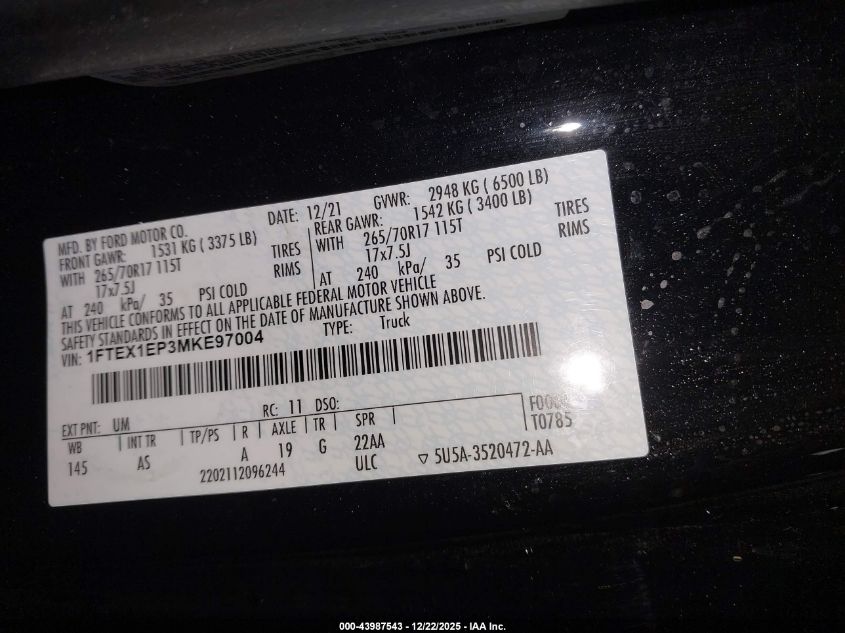 MFD. BY FORD MOTOR CO.
DATE: 12/21 GVWR: 2948 KG ( 6500 LB)
FRONT GAWR: 1531 KG ( 3375 LB)
WITH 265/70R17 115T TIRES
17x7.5J RIMS
AT 240 kPa/ 35 PSI COLD
REAR GAWR: 1542 KG ( 3400 LB)
WITH 265/70R17 115T TIRES
17x7.5J RIMS
AT 240 kPa/ 35 PSI COLD
THIS VEHICLE CONFORMS TO ALL APPLICABLE FEDERAL MOTOR VEHICLE
SAFETY STANDARDS IN EFFECT ON THE DATE OF MANUFACTURE SHOWN ABOVE.
VIN: 1FTEX1EP3MKE97004 TYPE: Truck
EXT PNT: UM RC: 11 DSO:
WB INT TR TP/PS R AXLE TR SPR
145 AS A 19 G 22AA
2202112096244 ULC
T0785
5U5A-3520472-AA
000-43987543 - 12/22/2025 - IAA Inc.